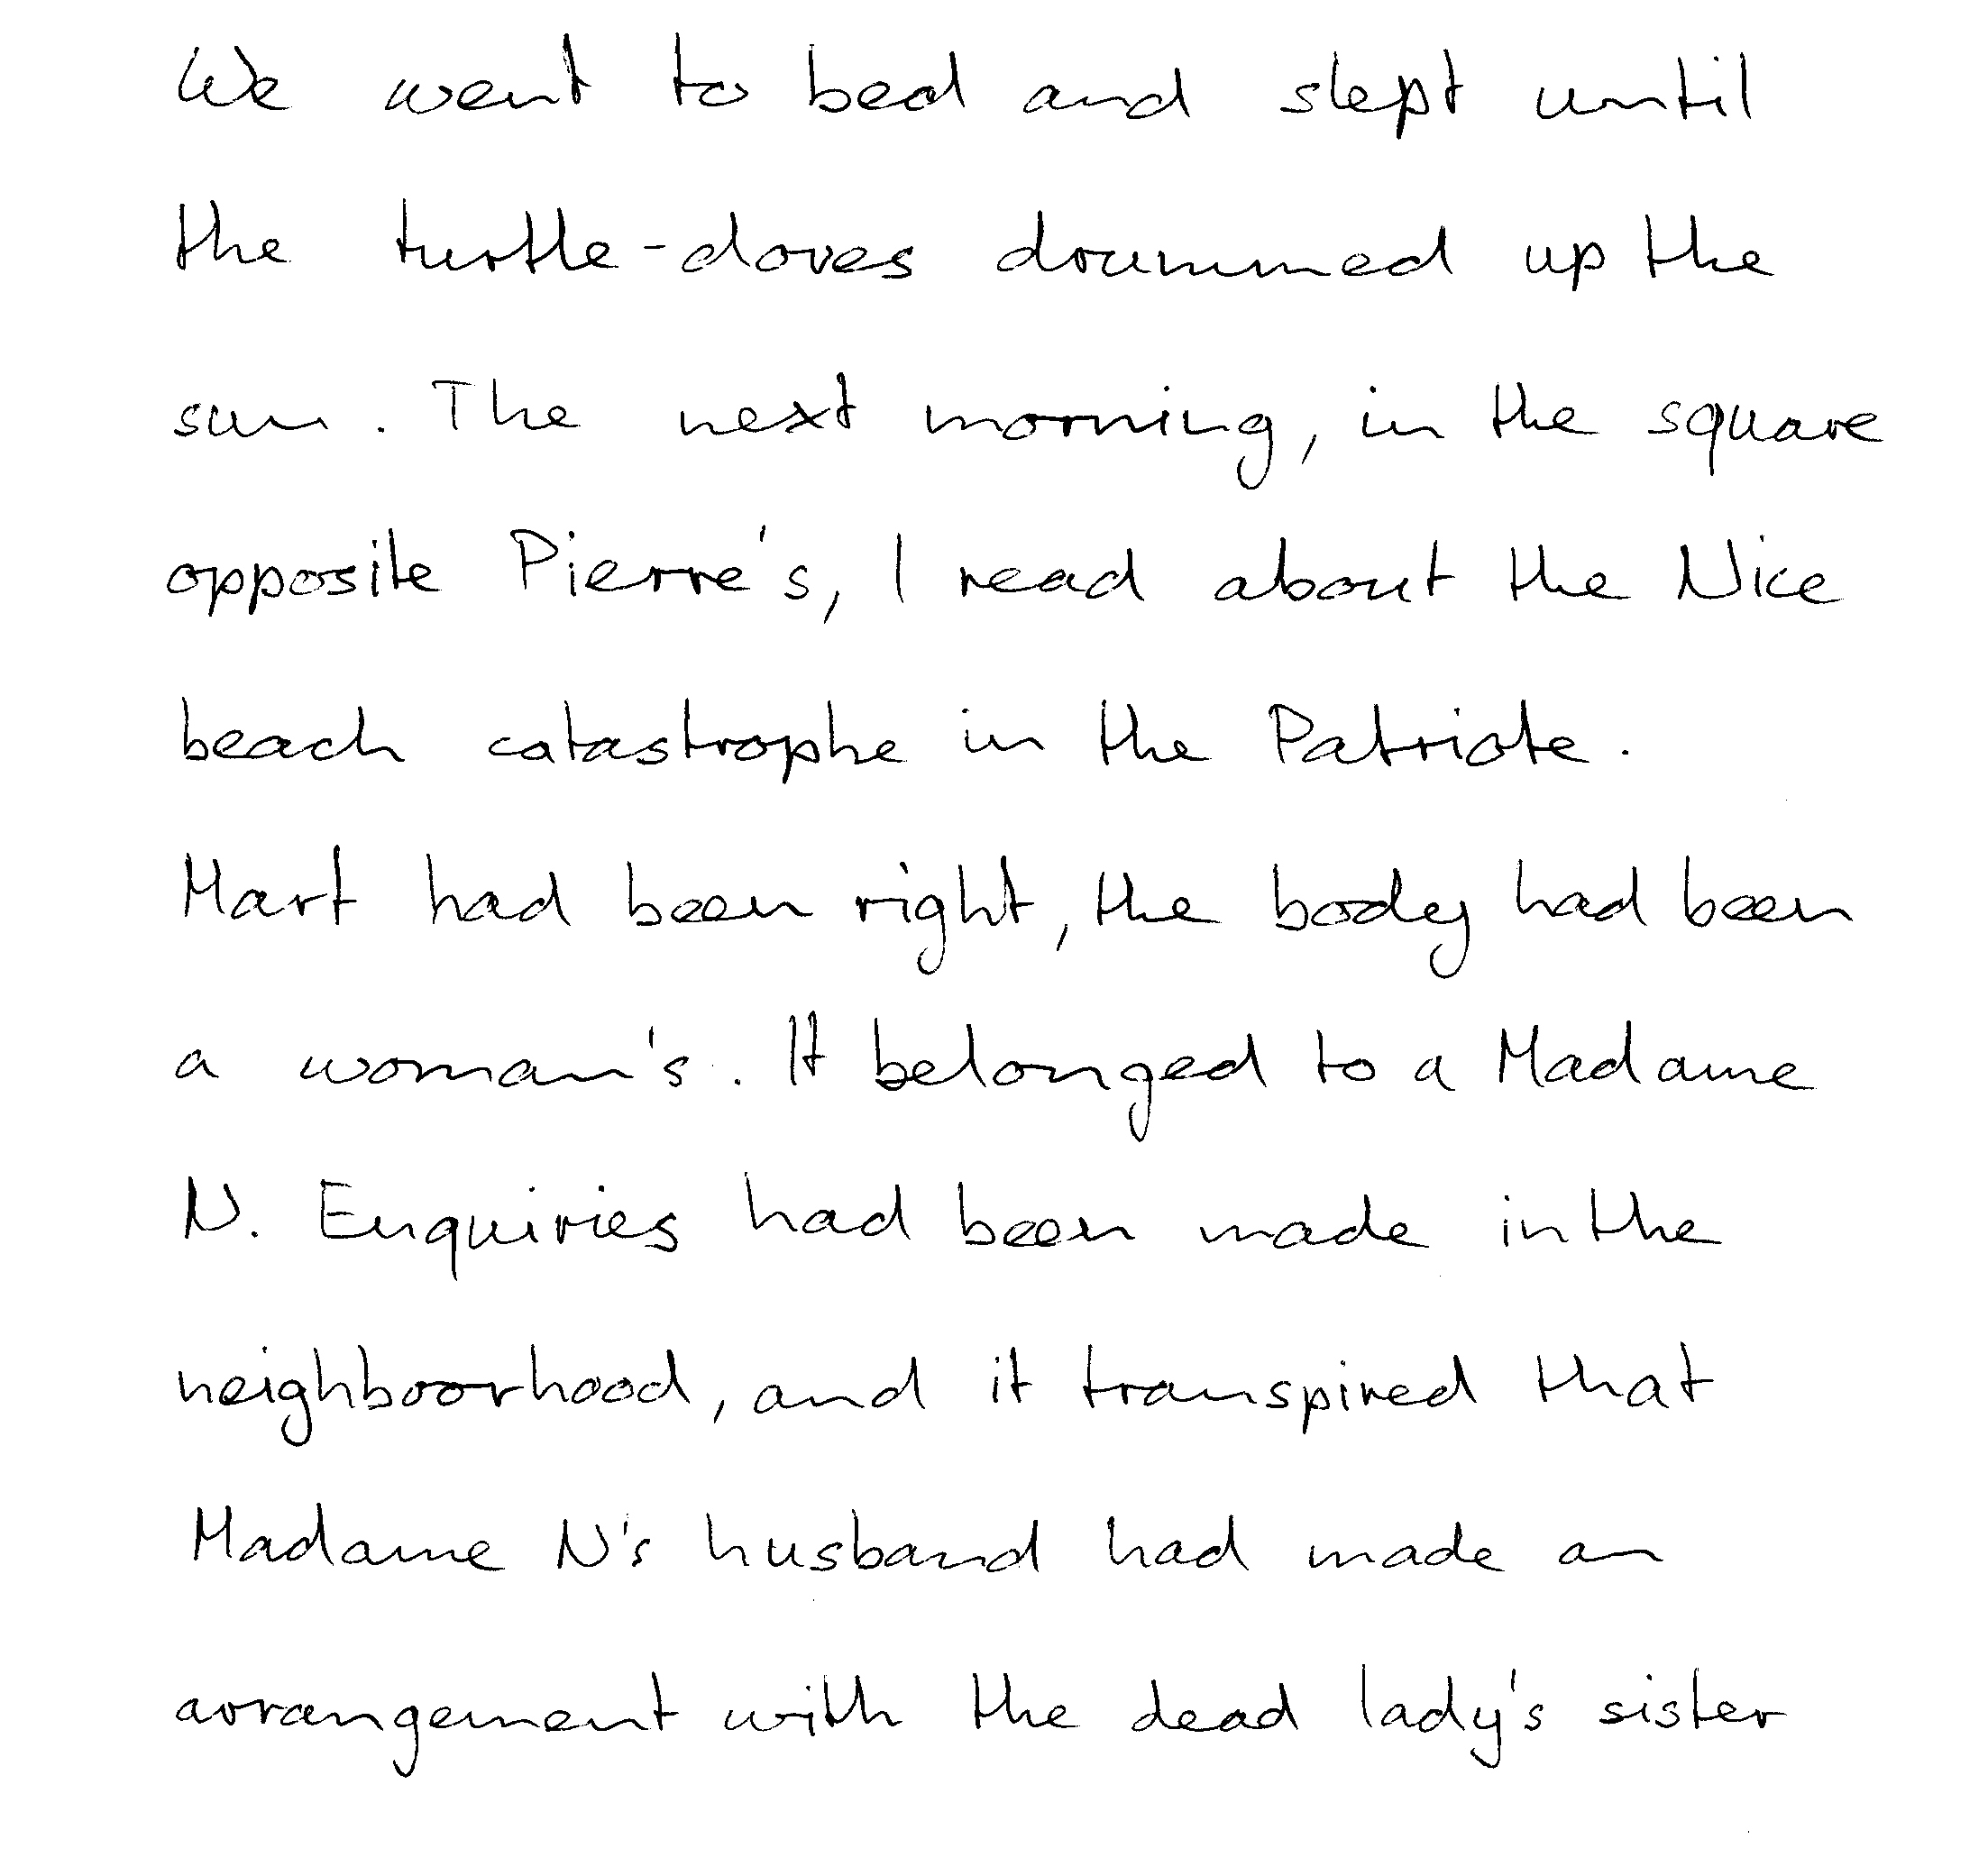 We went to bed and slept until
the turtle-doves drummed up the
sun. The next morning, in the square
opposite Pierre's, I read about the Nice
beach catastrophe in the Patriote.
Mart had been right, the body had been
a woman's. It belonged to a Madame
N. Enquiries had been made in the
neighboorhood, and it transpired that
Madame N's husband had made an
arrangement with the dead lady's sister